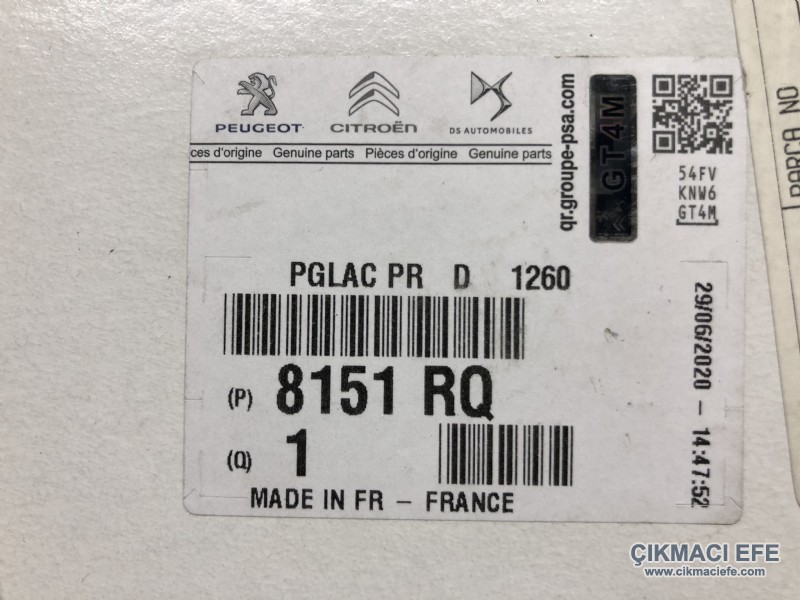 PEUGEOT CITROËN DS AUTOMOBILES
ces d'origine Genuine parts Pièces d'origine Genuine parts
qr.groupe-psa.com
GT4M
54FV
KNW6
GT4M
PGLAC PR D 1260
(P) 8151 RQ
(Q) 1
MADE IN FR – FRANCE
29/06/2020 – 14:47:52
PARÇA NO
ÇIKMACI EFE
www.cikmaciefe.com